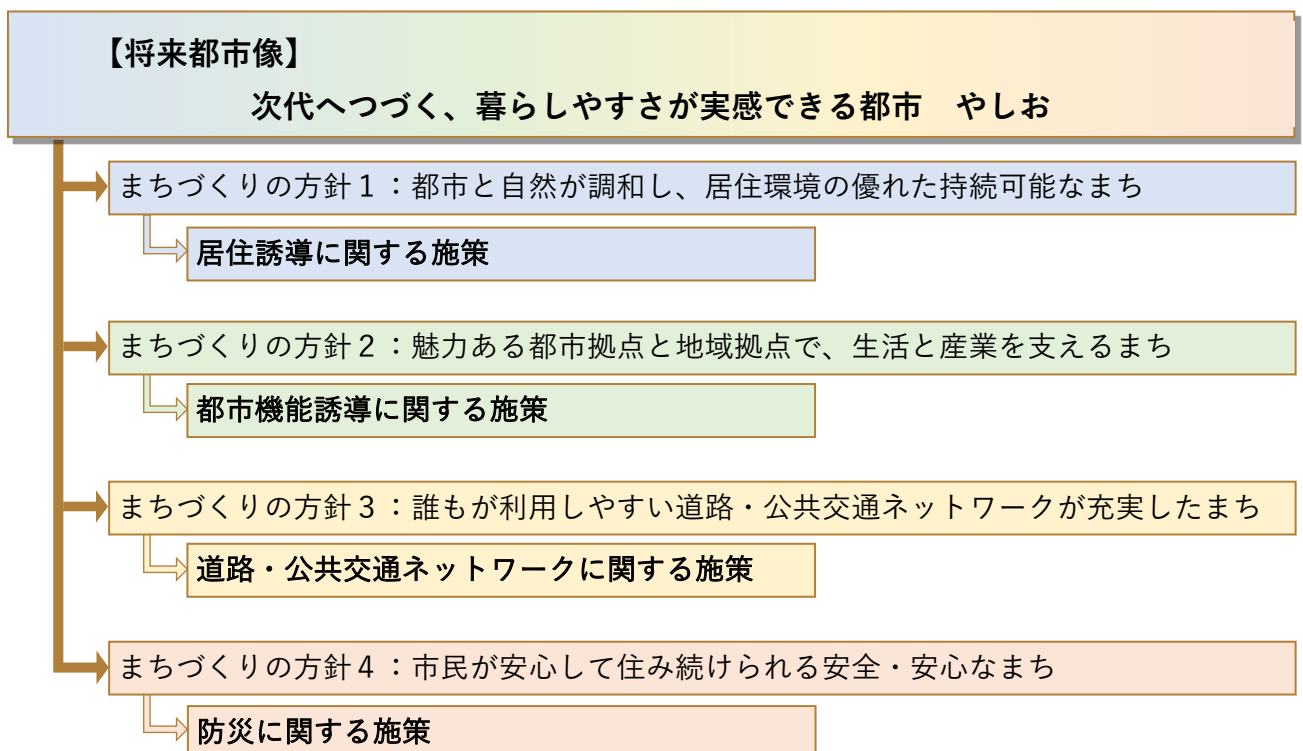 【将来都市像】
次代へつづく、暮らしやすさが実感できる都市　やしお
まちづくりの方針１：都市と自然が調和し、居住環境の優れた持続可能なまち
居住誘導に関する施策
まちづくりの方針２：魅力ある都市拠点と地域拠点で、生活と産業を支えるまち
都市機能誘導に関する施策
まちづくりの方針３：誰もが利用しやすい道路・公共交通ネットワークが充実したまち
道路・公共交通ネットワークに関する施策
まちづくりの方針４：市民が安心して住み続けられる安全・安心なまち
防災に関する施策